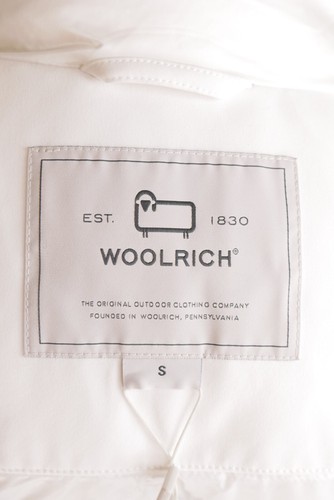 EST. 1830
WOOLRICH®
THE ORIGINAL OUTDOOR CLOTHING COMPANY
FOUNDED IN WOOLRICH, PENNSYLVANIA
S